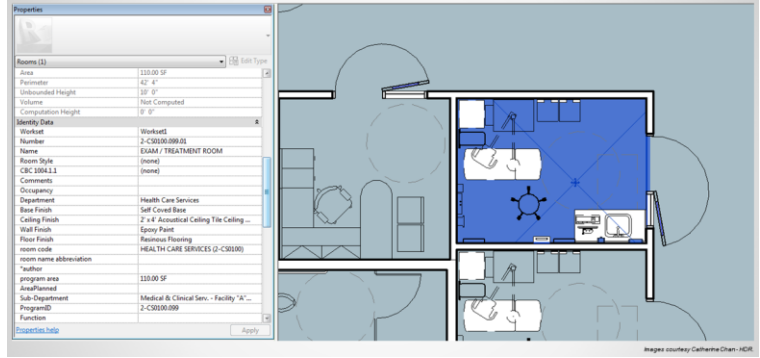 Properties
Rooms (1)
Edit Type
Area 110.00 SF
Perimeter 42' 4"
Unbounded Height 10' 0"
Volume Not Computed
Computation Height 0' 0"
Identity Data
Workset Workset1
Number 2-CS0100.099.01
Name EXAM / TREATMENT ROOM
Room Style (none)
CBC 1004.1.1 (none)
Comments
Occupancy
Department Health Care Services
Base Finish Self Coved Base
Ceiling Finish 2' x 4' Acoustical Ceiling Tile Ceiling ...
Wall Finish Epoxy Paint
Floor Finish Resinous Flooring
room code HEALTH CARE SERVICES (2-CS0100)
room name abbreviation
*author
program area 110.00 SF
AreaPlanned
Sub-Department Medical & Clinical Serv. - Facility "A"...
ProgramID 2-CS0100.099
Function
Properties help
Apply
Images courtesy Catherine Chan - HDR